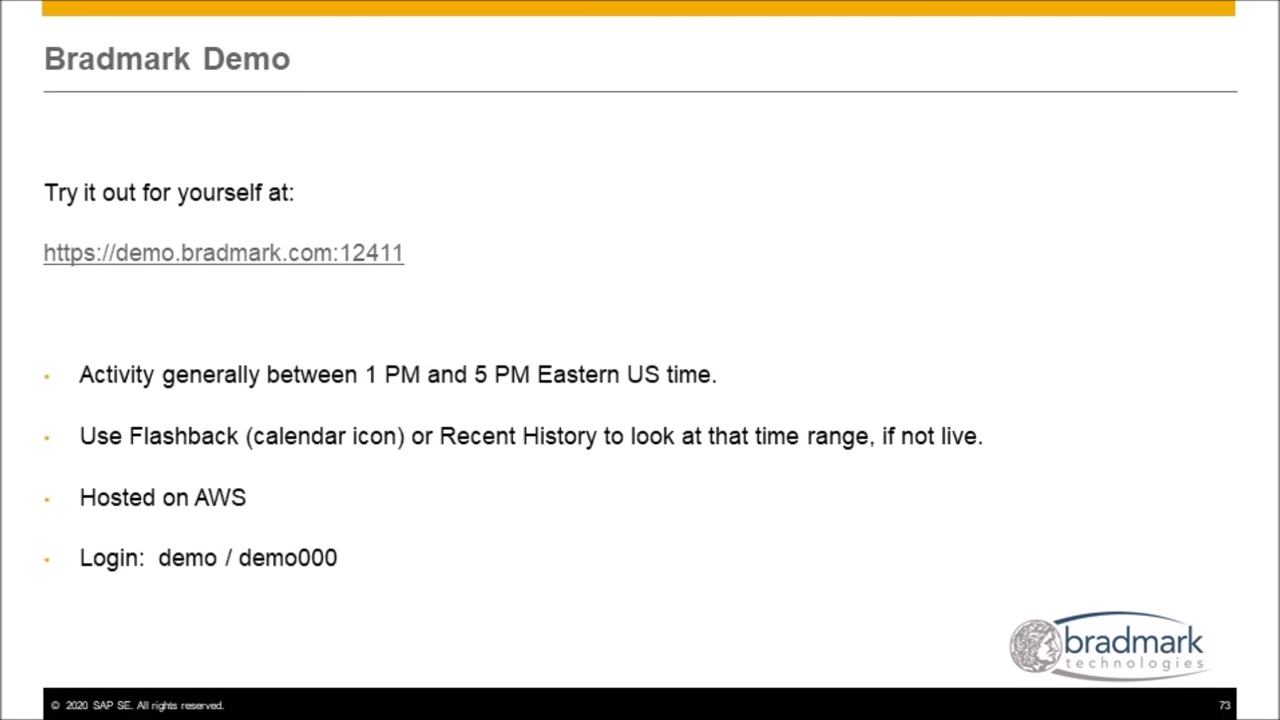 Bradmark Demo
Try it out for yourself at:
https://demo.bradmark.com:12411
• Activity generally between 1 PM and 5 PM Eastern US time.
• Use Flashback (calendar icon) or Recent History to look at that time range, if not live.
• Hosted on AWS
• Login: demo / demo000
bradmark
technologies
© 2020 SAP SE. All rights reserved.
73